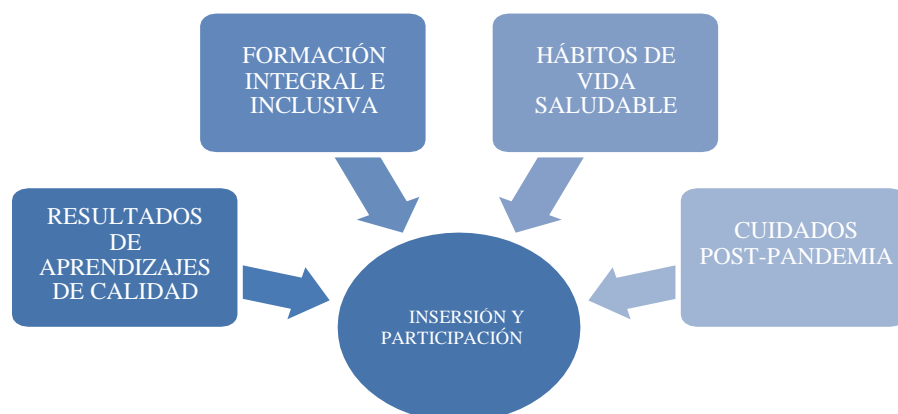 FORMACIÓN
INTEGRAL E
INCLUSIVA
HÁBITOS DE
VIDA
SALUDABLE
RESULTADOS
DE
APRENDIZAJES
DE CALIDAD
CUIDADOS
POST-PANDEMIA
INSERSIÓN Y
PARTICIPACIÓN